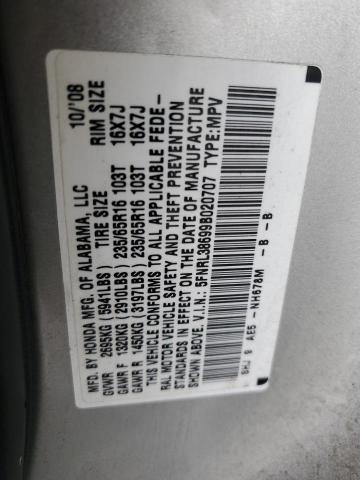 MFD. BY HONDA MFG. OF ALABAMA, LLC 10/'08
GVWR 2695KG (5941LBS) TIRE SIZE RIM SIZE
GAWR F 1320KG (2910LBS) 235/65R16 103T 16X7J
GAWR R 1450KG (3197LBS) 235/65R16 103T 16X7J
THIS VEHICLE CONFORMS TO ALL APPLICABLE FEDE-
RAL MOTOR VEHICLE SAFETY AND THEFT PREVENTION
STANDARDS IN EFFECT ON THE DATE OF MANUFACTURE
SHOWN ABOVE. V.I.N.: 5FNRL38699B020707 TYPE:MPV
SHJ 9 AE5 -NH678M -B -B